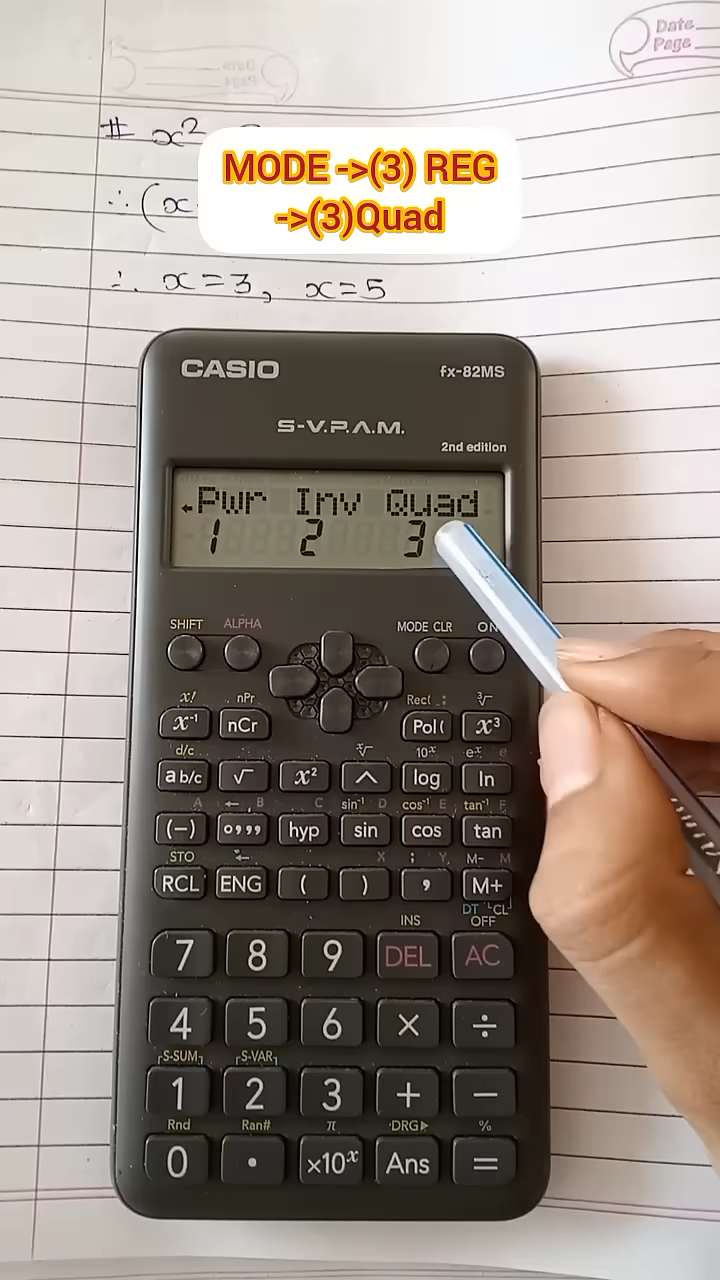 Date
Page
# x²
MODE ->(3) REG
->(3)Quad
∴ (x
∴ x=3, x=5
CASIO
fx-82MS
S-V.P.A.M.
2nd edition
Pwr Inv Quad
1 2 3
SHIFT ALPHA MODE CLR ON
x! nPr Rec( : ³√
x⁻¹ nCr Pol( x³
d/c ˣ√ 10ˣ eˣ e
a b/c √ x² ^ log ln
A ← B C sin⁻¹ D cos⁻¹ E tan⁻¹ F
(−) o,,, hyp sin cos tan
STO ← X ; Y M- M
RCL ENG ( ) , M+
DT CL
INS OFF
7 8 9 DEL AC
4 5 6 × ÷
S-SUM S-VAR
1 2 3 + −
Rnd Ran# π DRG▶ %
0 . ×10ˣ Ans =